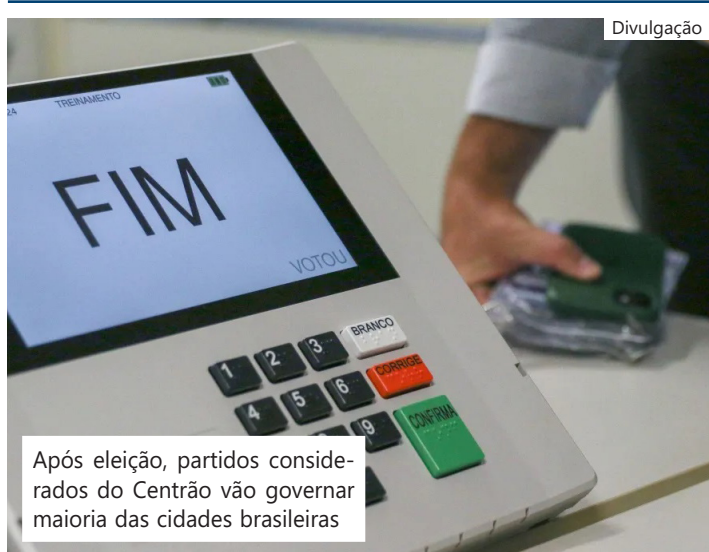 Divulgação
24 TREINAMENTO
FIM
VOTOU
BRANCO
1 2 3
CORRIGE
4 5 6
CONFIRMA
9
Após eleição, partidos conside-
rados do Centrão vão governar
maioria das cidades brasileiras